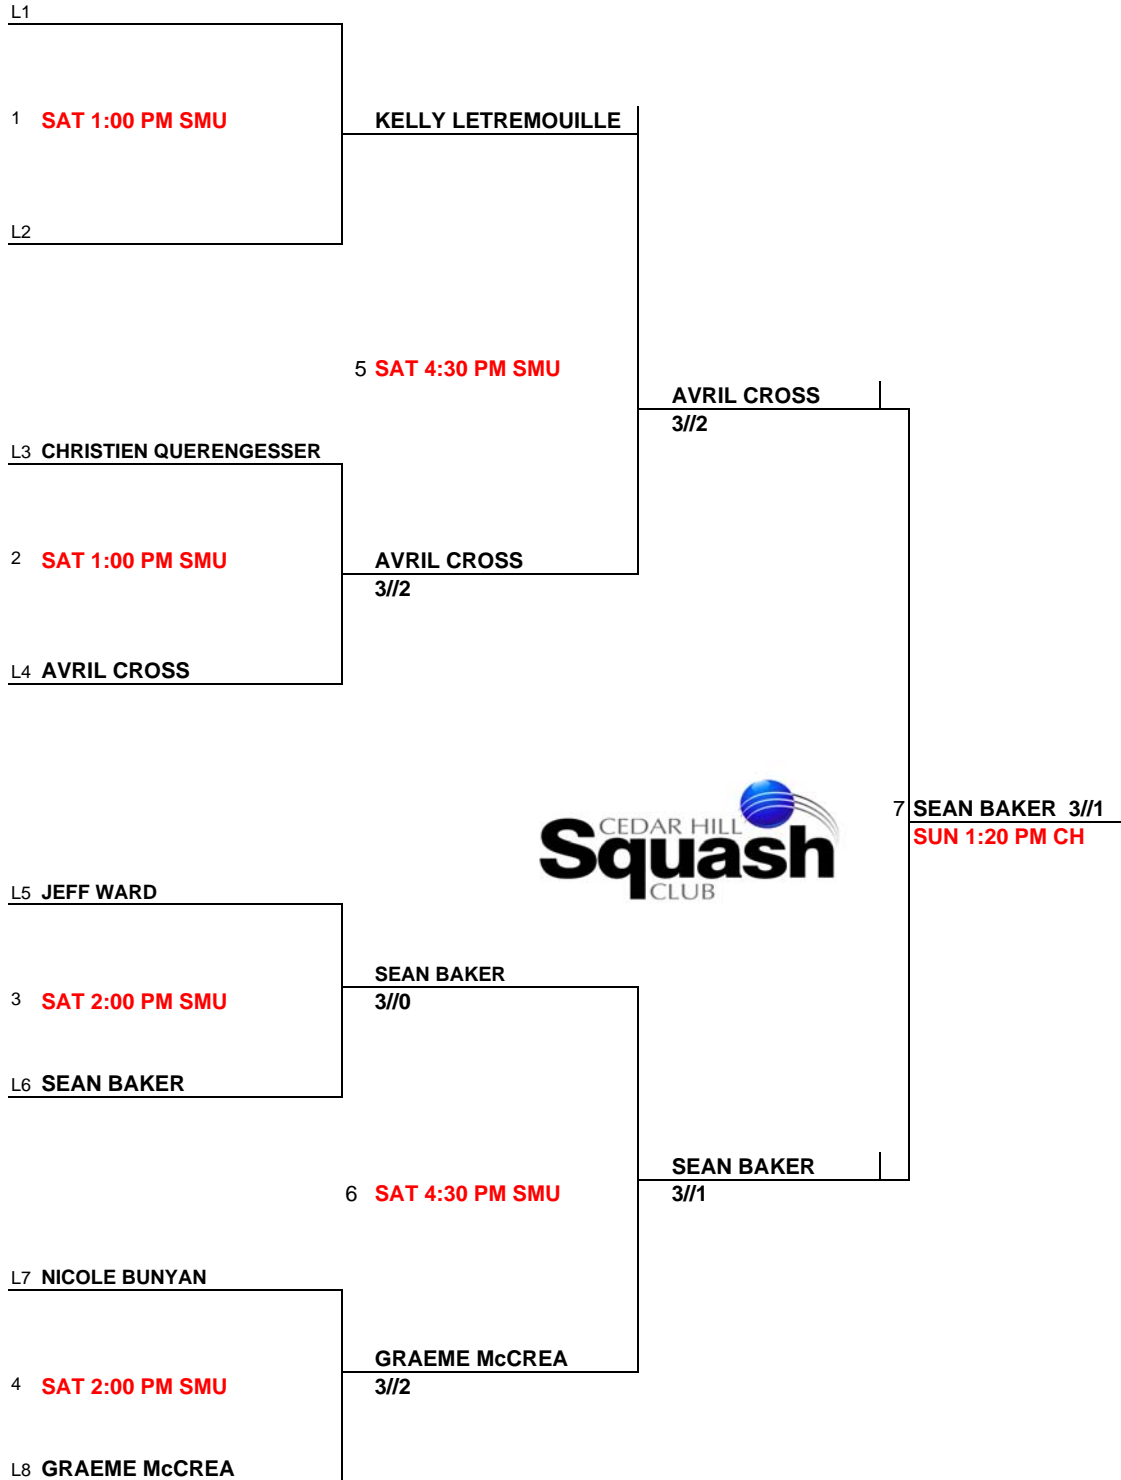 L1
1 SAT 1:00 PM SMU
KELLY LETREMOUILLE
L2
5 SAT 4:30 PM SMU
AVRIL CROSS
3//2
L3 CHRISTIEN QUERENGESSER
2 SAT 1:00 PM SMU
AVRIL CROSS
3//2
L4 AVRIL CROSS
CEDAR HILL
Squash
CLUB
7 SEAN BAKER 3//1
SUN 1:20 PM CH
L5 JEFF WARD
SEAN BAKER
3//0
3 SAT 2:00 PM SMU
L6 SEAN BAKER
SEAN BAKER
3//1
6 SAT 4:30 PM SMU
L7 NICOLE BUNYAN
GRAEME McCREA
3//2
4 SAT 2:00 PM SMU
L8 GRAEME McCREA